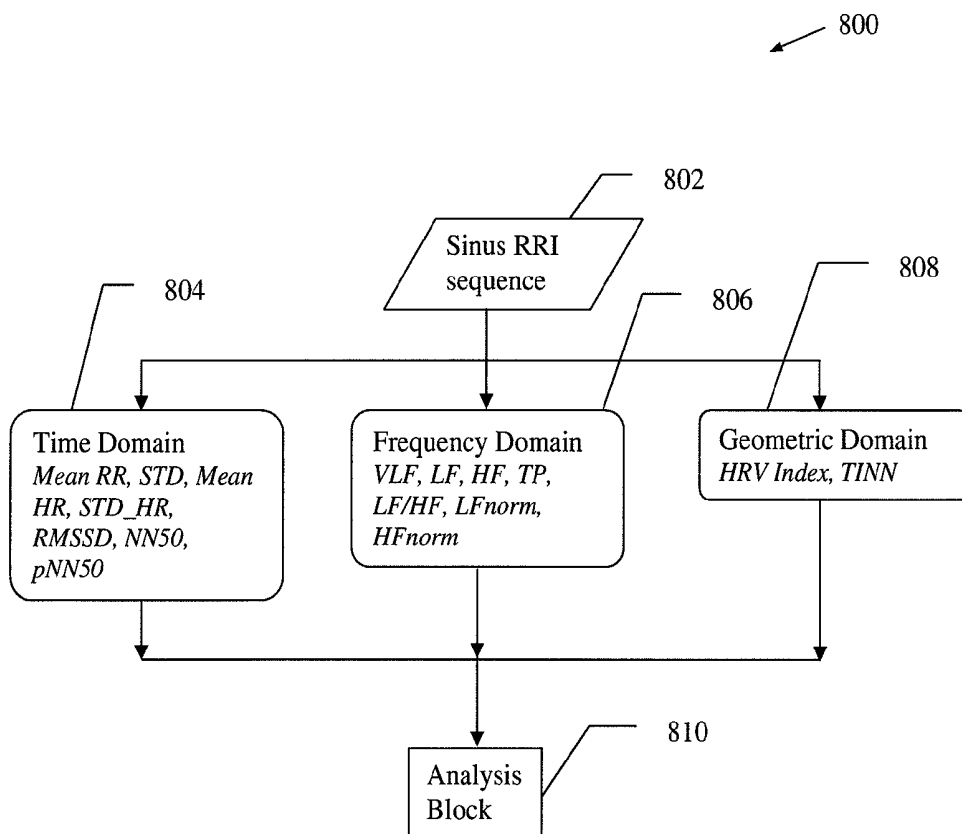 800
802
Sinus RRI
sequence
804
806
808
Time Domain
Mean RR, STD, Mean
HR, STD_HR,
RMSSD, NN50,
pNN50
Frequency Domain
VLF, LF, HF, TP,
LF/HF, LFnorm,
HFnorm
Geometric Domain
HRV Index, TINN
810
Analysis
Block